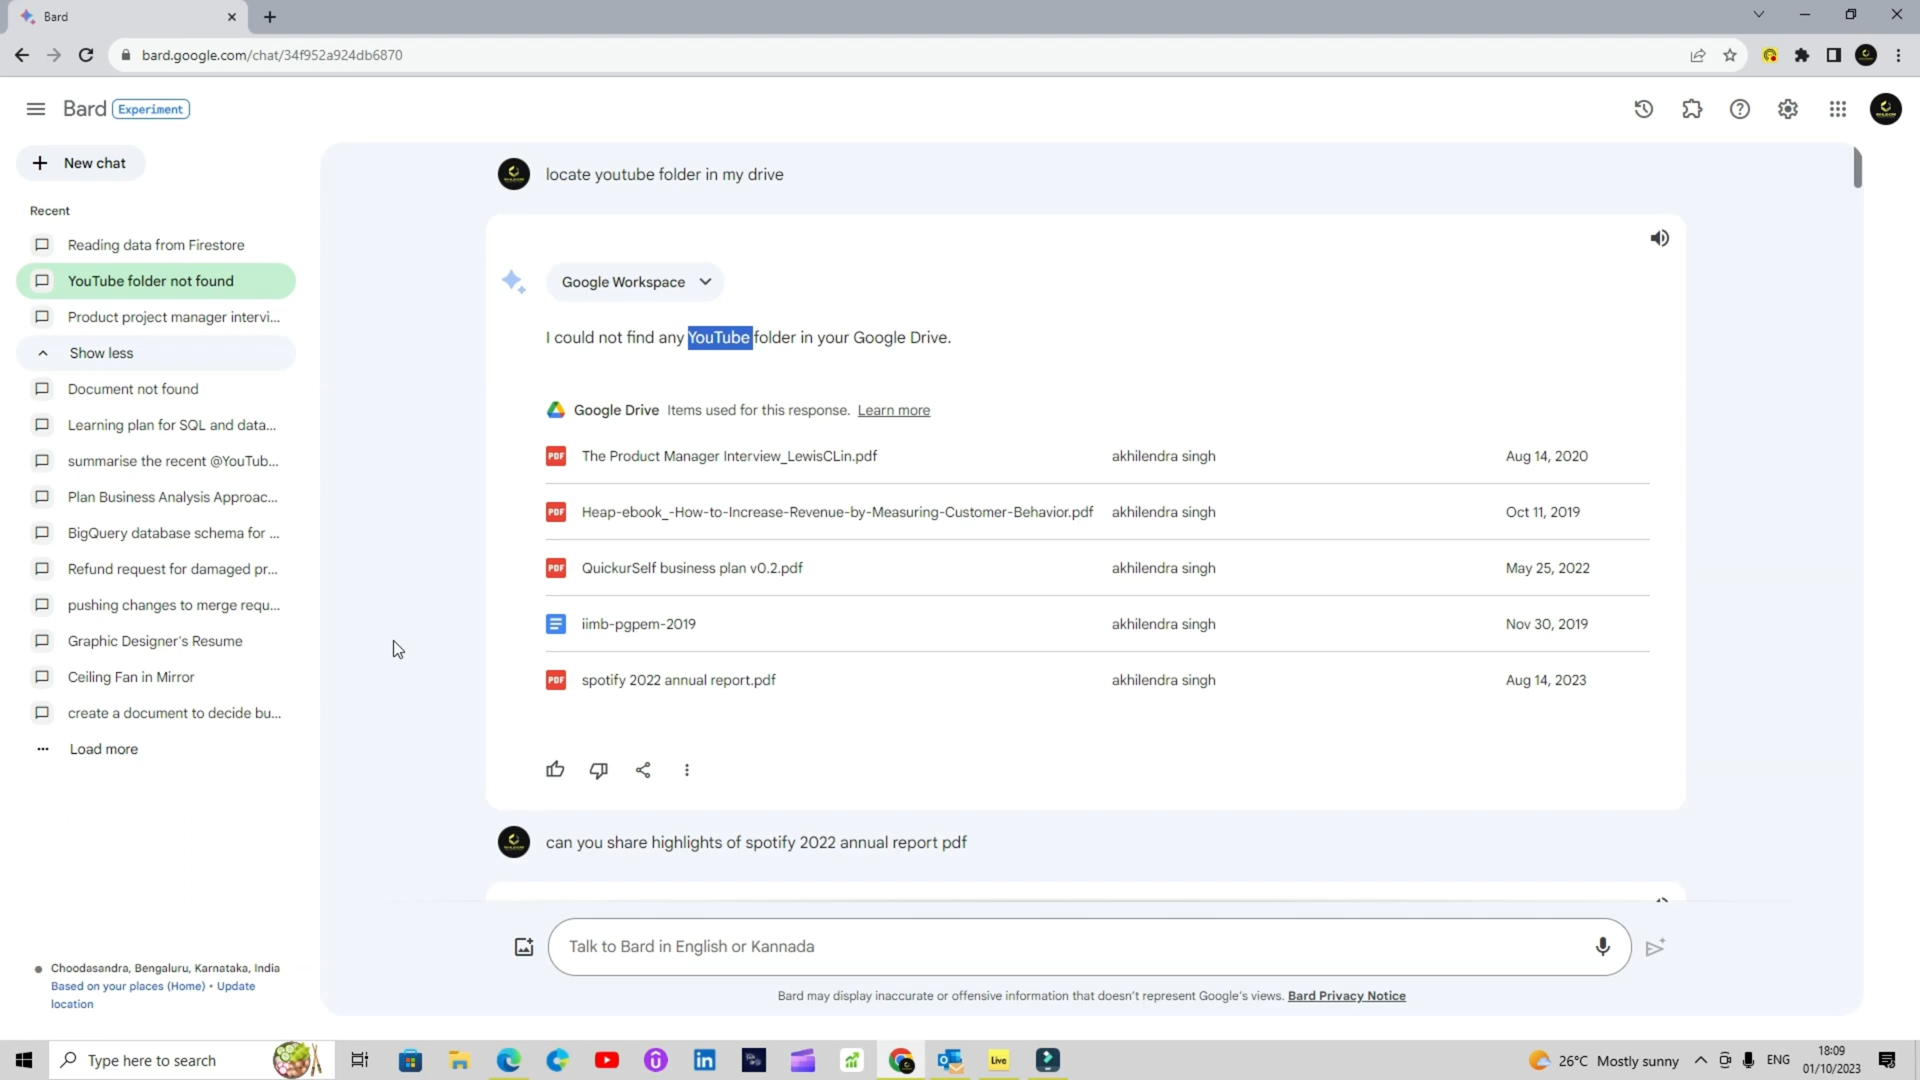 Bard
bard.google.com/chat/34f952a924db6870
Bard Experiment
New chat
Recent
Reading data from Firestore
YouTube folder not found
Product project manager intervi...
Show less
Document not found
Learning plan for SQL and data...
summarise the recent @YouTub...
Plan Business Analysis Approac...
BigQuery database schema for ...
Refund request for damaged pr...
pushing changes to merge requ...
Graphic Designer's Resume
Ceiling Fan in Mirror
create a document to decide bu...
Load more
Choodasandra, Bengaluru, Karnataka, India
Based on your places (Home) • Update
location
locate youtube folder in my drive
Google Workspace
I could not find any YouTube folder in your Google Drive.
Google Drive Items used for this response. Learn more
PDF The Product Manager Interview_LewisCLin.pdf akhilendra singh Aug 14, 2020
PDF Heap-ebook_-How-to-Increase-Revenue-by-Measuring-Customer-Behavior.pdf akhilendra singh Oct 11, 2019
PDF QuickurSelf business plan v0.2.pdf akhilendra singh May 25, 2022
iimb-pgpem-2019 akhilendra singh Nov 30, 2019
PDF spotify 2022 annual report.pdf akhilendra singh Aug 14, 2023
can you share highlights of spotify 2022 annual report pdf
Talk to Bard in English or Kannada
Bard may display inaccurate or offensive information that doesn't represent Google's views. Bard Privacy Notice
Type here to search
Live
26°C Mostly sunny
ENG
18:09
01/10/2023